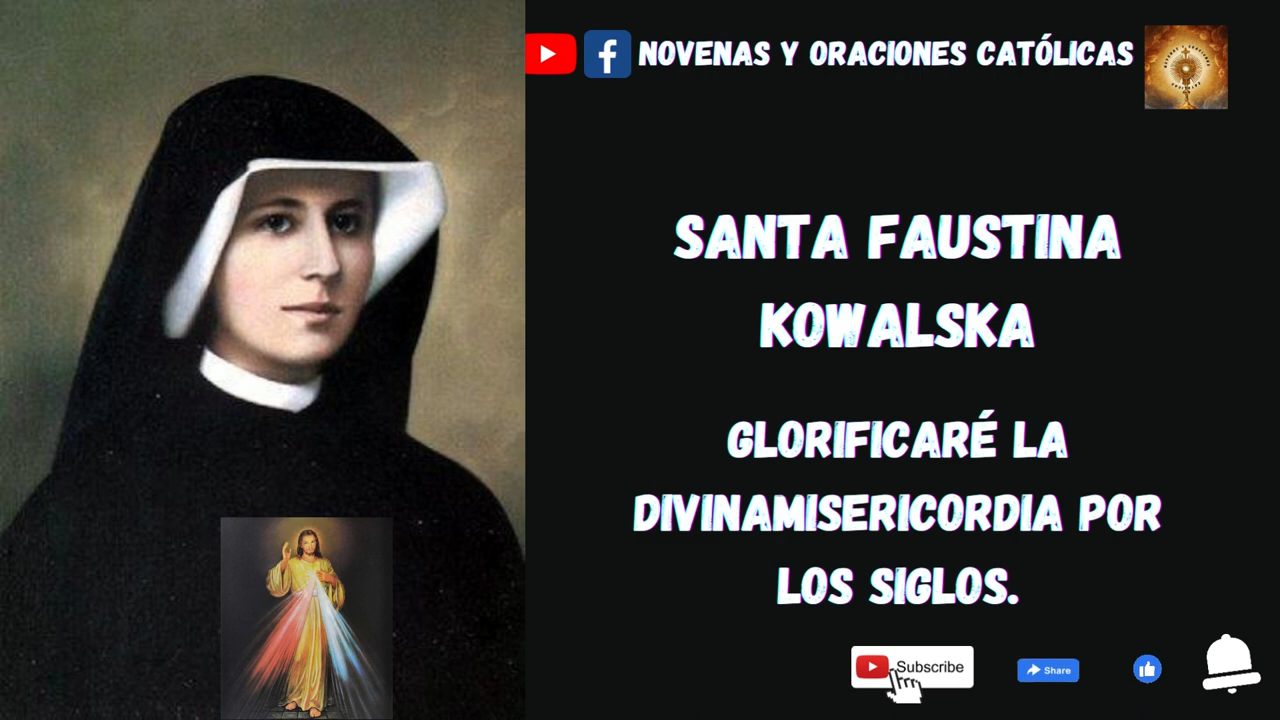 NOVENAS Y ORACIONES CATÓLICAS
SANTA FAUSTINA
KOWALSKA
GLORIFICARÉ LA
DIVINAMISERICORDIA POR
LOS SIGLOS.
Subscribe
Share